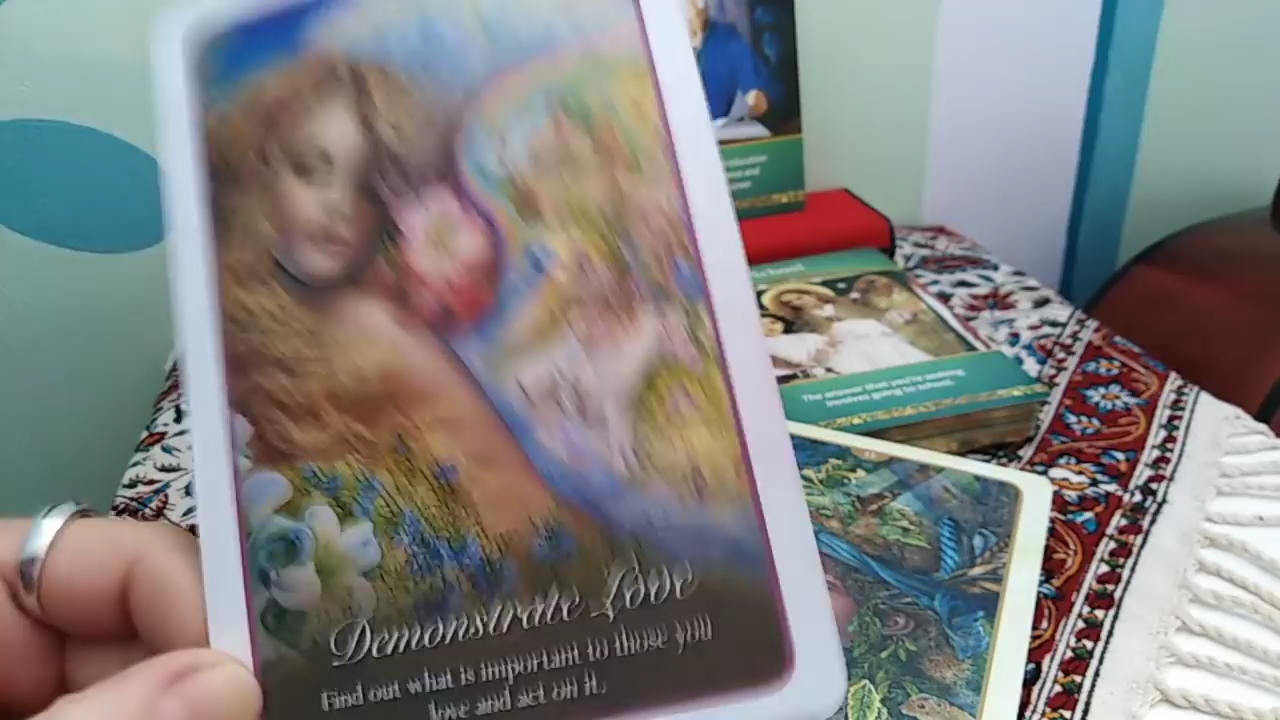 Demonstrate Love
Find out what is important to those you
love and act on it.
School
The answer that you're seeking
involves going to school.